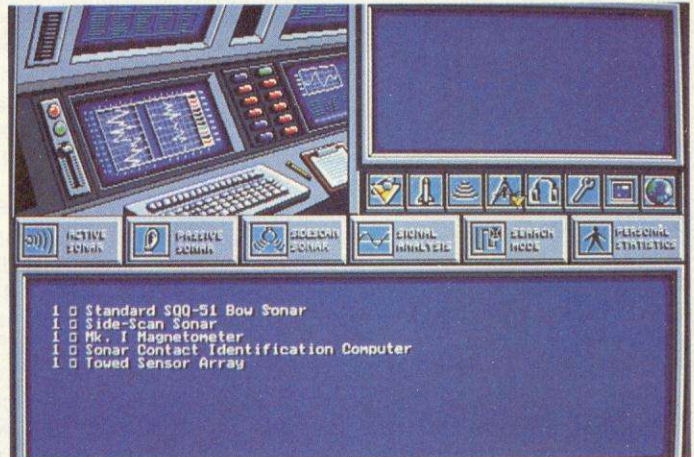 ACTIVE SONAR
PASSIVE SONAR
SIDESCAN SONAR
SIGNAL ANALYSIS
SEARCH MODE
PERSONAL STATISTICS
1 □ Standard SQQ-51 Bow Sonar
1 □ Side-Scan Sonar
1 □ Mk. I Magnetometer
1 □ Sonar Contact Identification Computer
1 □ Towed Sensor Array